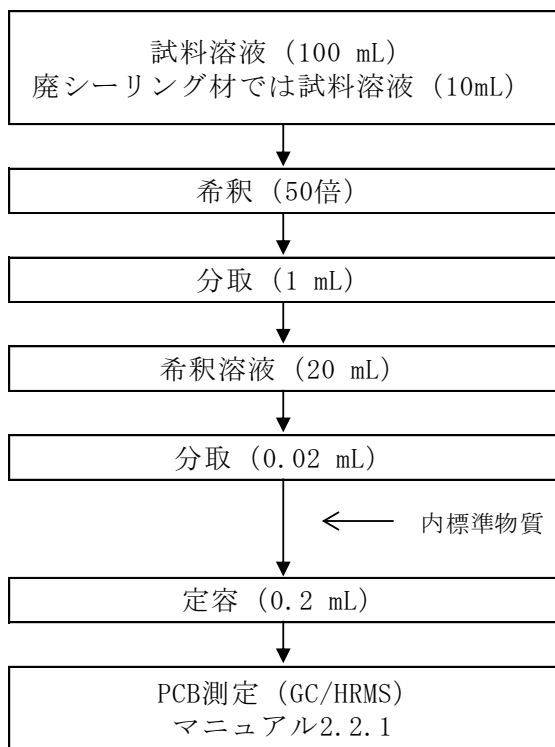 試料溶液 (100 mL)
廃シーリング材では試料溶液 (10mL)
希釈 (50倍)
分取 (1 mL)
希釈溶液 (20 mL)
分取 (0.02 mL)
内標準物質
定容 (0.2 mL)
PCB測定 (GC/HRMS)
マニュアル2.2.1